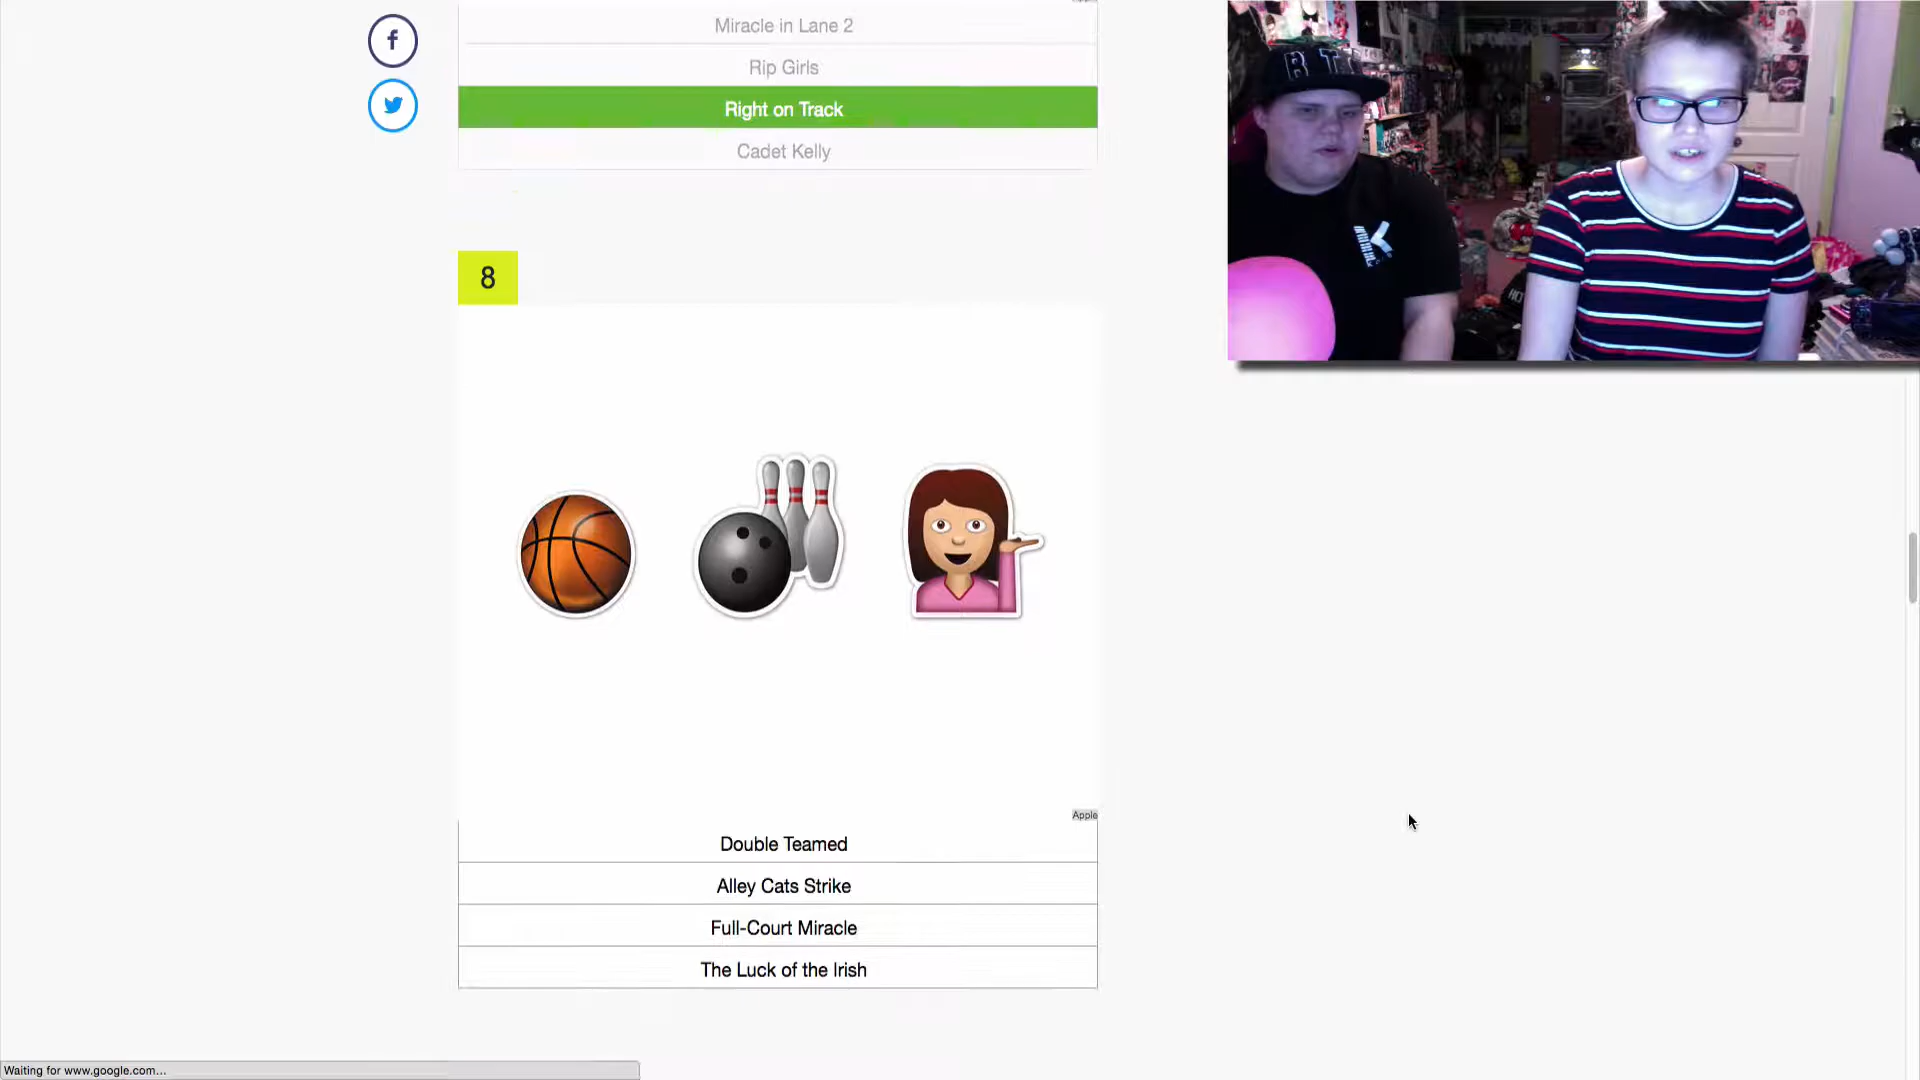 Miracle in Lane 2
Rip Girls
Right on Track
Cadet Kelly
8
Apple
Double Teamed
Alley Cats Strike
Full-Court Miracle
The Luck of the Irish
Waiting for www.google.com...